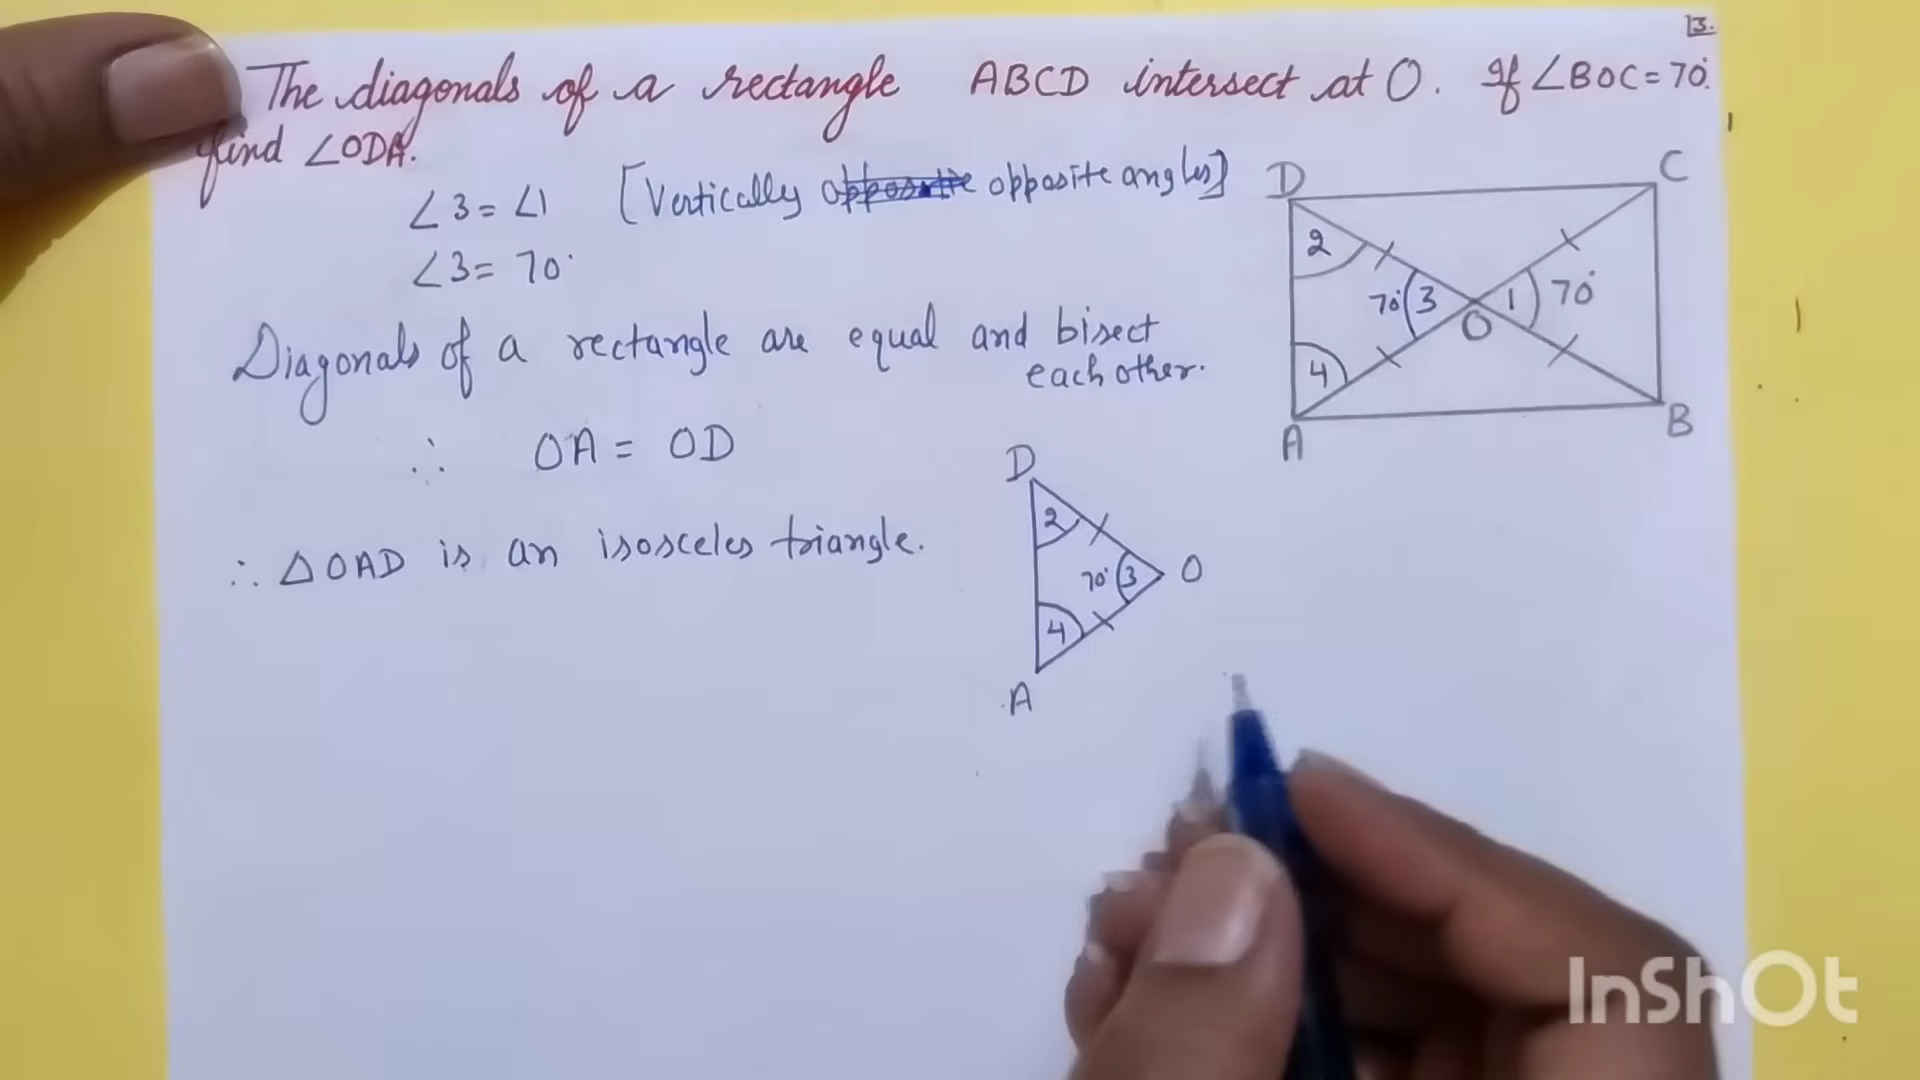 13.
The diagonals of a rectangle ABCD intersect at O. If ∠BOC = 70°.
find ∠ODA.
∠3 = ∠1 [Vertically opposite angles]
∠3 = 70°
Diagonals of a rectangle are equal and bisect
each other.
∴ OA = OD
∴ △OAD is an isosceles triangle.
D C
2
70° 3 1 70°
O
4
A B
D
2
70° 3 O
4
A
InShOt